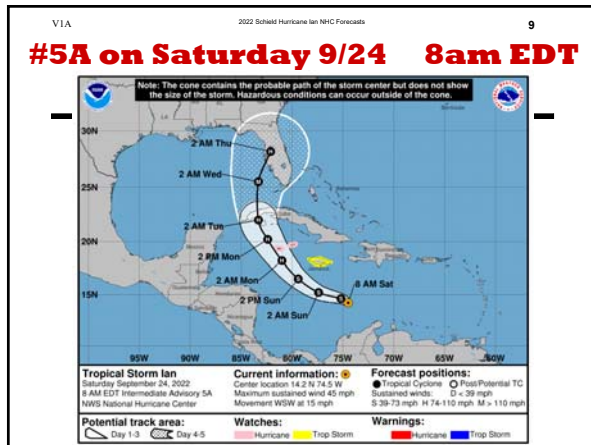 V1A
2022 Schield Hurricane Ian NHC Forecasts
9
#5A on Saturday 9/24 8am EDT
Note: The cone contains the probable path of the storm center but does not show
the size of the storm. Hazardous conditions can occur outside of the cone.
NOAA
30N
25N
20N
15N
2 AM Thu
2 AM Wed
2 AM Tue
2 PM Mon
2 AM Mon
2 PM Sun
2 AM Sun
8 AM Sat
95W 90W 85W 80W 75W 70W 65W 60W
Tropical Storm Ian
Saturday September 24, 2022
8 AM EDT Intermediate Advisory 5A
NWS National Hurricane Center
Current information:
Center location 14.2 N 74.5 W
Maximum sustained wind 45 mph
Movement WSW at 15 mph
Forecast positions:
Tropical Cyclone Post/Potential TC
Sustained winds: D < 39 mph
S 39-73 mph H 74-110 mph M > 110 mph
Potential track area:
Day 1-3 Day 4-5
Watches:
Hurricane Trop Storm
Warnings:
Hurricane Trop Storm